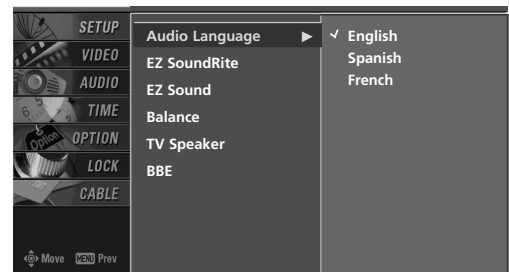 SETUP
VIDEO
AUDIO
TIME
OPTION
LOCK
CABLE
Move MENU Prev
Audio Language ▶
EZ SoundRite
EZ Sound
Balance
TV Speaker
BBE
✓ English
Spanish
French